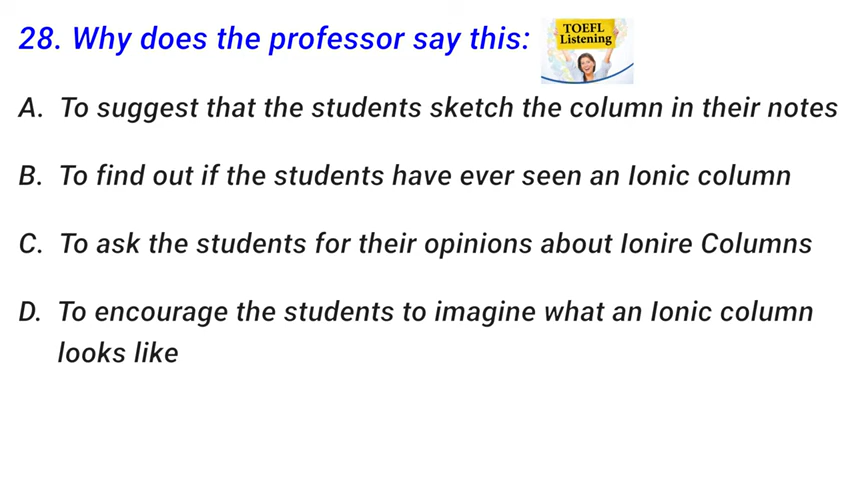 28. Why does the professor say this:
TOEFL
Listening
A. To suggest that the students sketch the column in their notes
B. To find out if the students have ever seen an Ionic column
C. To ask the students for their opinions about Ionire Columns
D. To encourage the students to imagine what an Ionic column
looks like